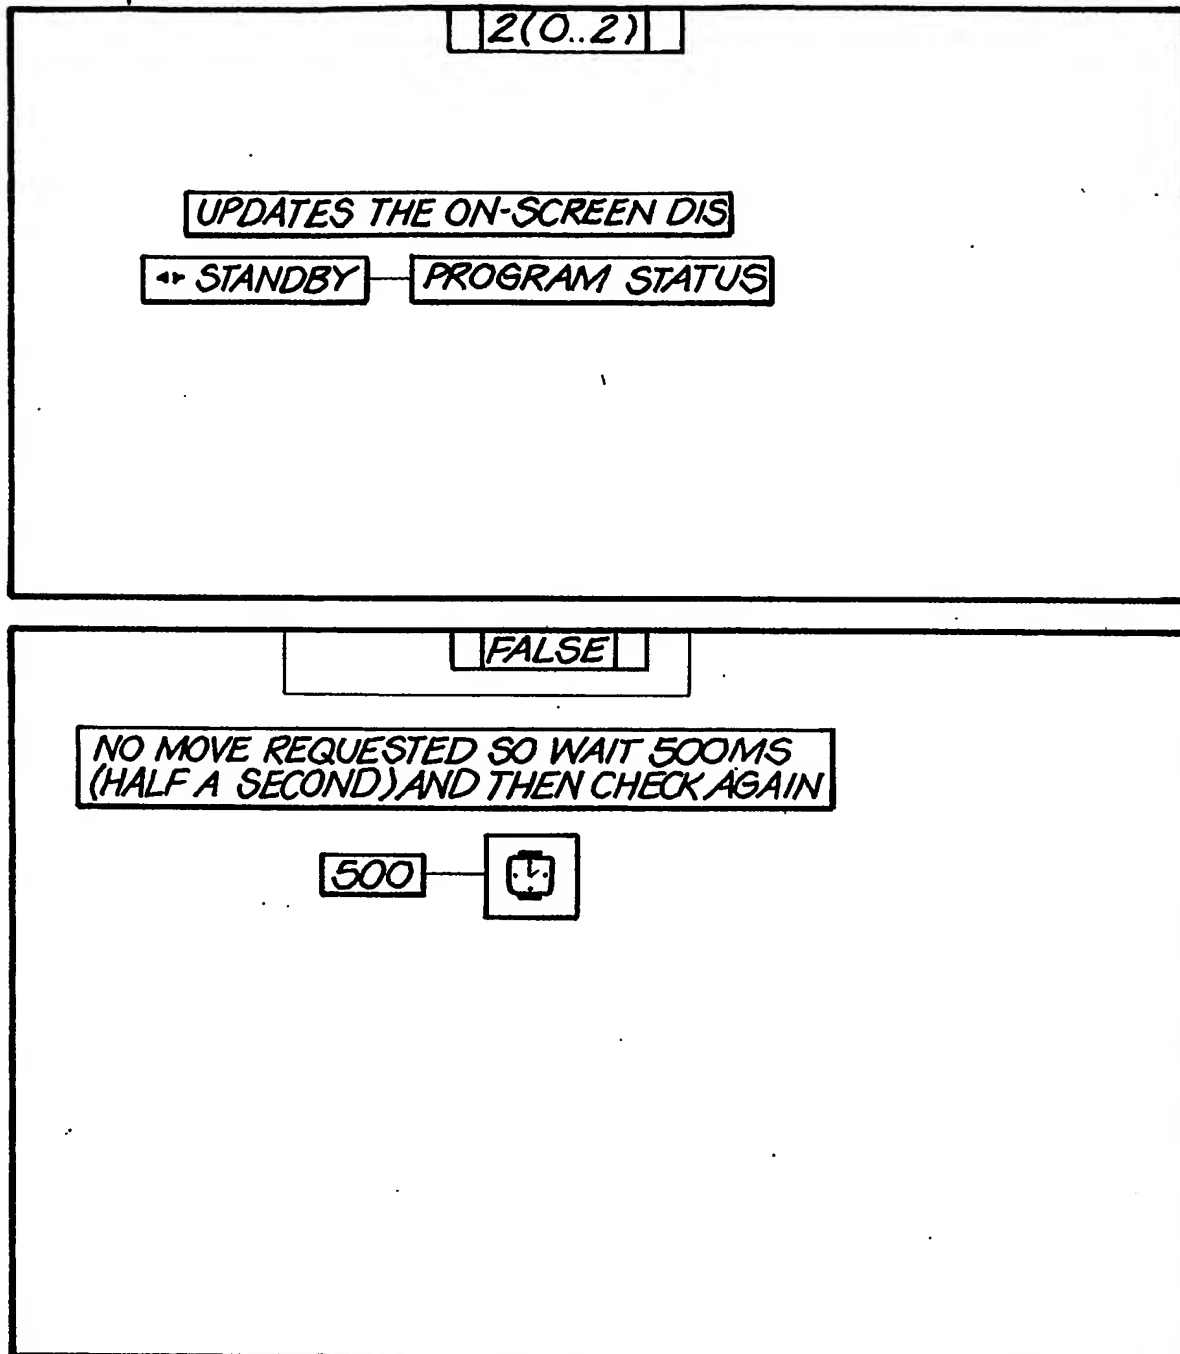 2(0..2)
UPDATES THE ON-SCREEN DIS
STANDBY PROGRAM STATUS
FALSE
NO MOVE REQUESTED SO WAIT 500MS
(HALF A SECOND) AND THEN CHECK AGAIN
500